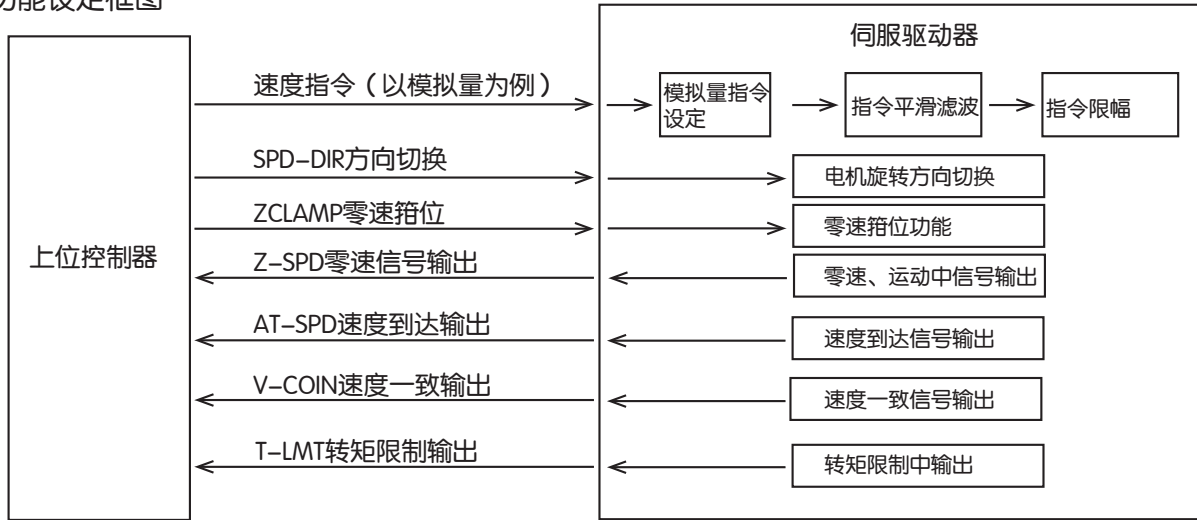 功能设定框图
伺服驱动器
速度指令（以模拟量为例）
模拟量指令
设定
指令平滑滤波
指令限幅
SPD-DIR方向切换
电机旋转方向切换
ZCLAMP零速箝位
零速箝位功能
上位控制器
Z-SPD零速信号输出
零速、运动中信号输出
AT-SPD速度到达输出
速度到达信号输出
V-COIN速度一致输出
速度一致信号输出
T-LMT转矩限制输出
转矩限制中输出